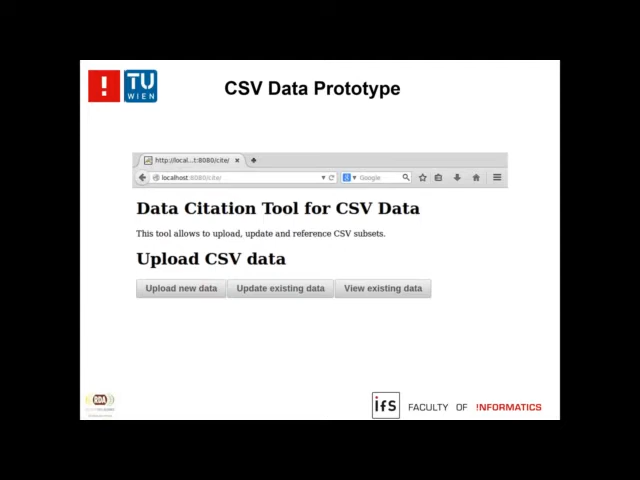 !
TU
WIEN
CSV Data Prototype
http://local...t:8080/cite/
localhost:8080/cite/
Google
Data Citation Tool for CSV Data
This tool allows to upload, update and reference CSV subsets.
Upload CSV data
Upload new data
Update existing data
View existing data
RDA
ifs
FACULTY OF !NFORMATICS